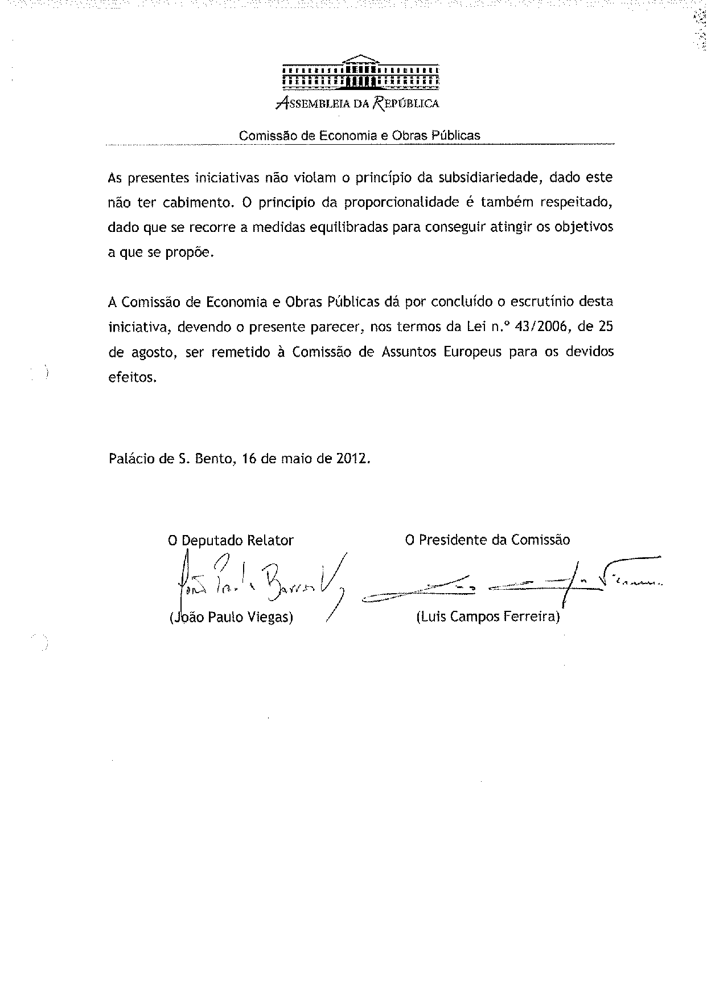 ASSEMBLEIA DA REPÚBLICA
Comissão de Economia e Obras Públicas
As presentes iniciativas não violam o princípio da subsidiariedade, dado este
não ter cabimento. O principio da proporcionalidade é também respeitado,
dado que se recorre a medidas equilibradas para conseguir atingir os objetivos
a que se propõe.
A Comissão de Economia e Obras Públicas dá por concluído o escrutínio desta
iniciativa, devendo o presente parecer, nos termos da Lei n.º 43/2006, de 25
de agosto, ser remetido à Comissão de Assuntos Europeus para os devidos
efeitos.
Palácio de S. Bento, 16 de maio de 2012.
O Deputado Relator O Presidente da Comissão
(João Paulo Viegas) (Luis Campos Ferreira)